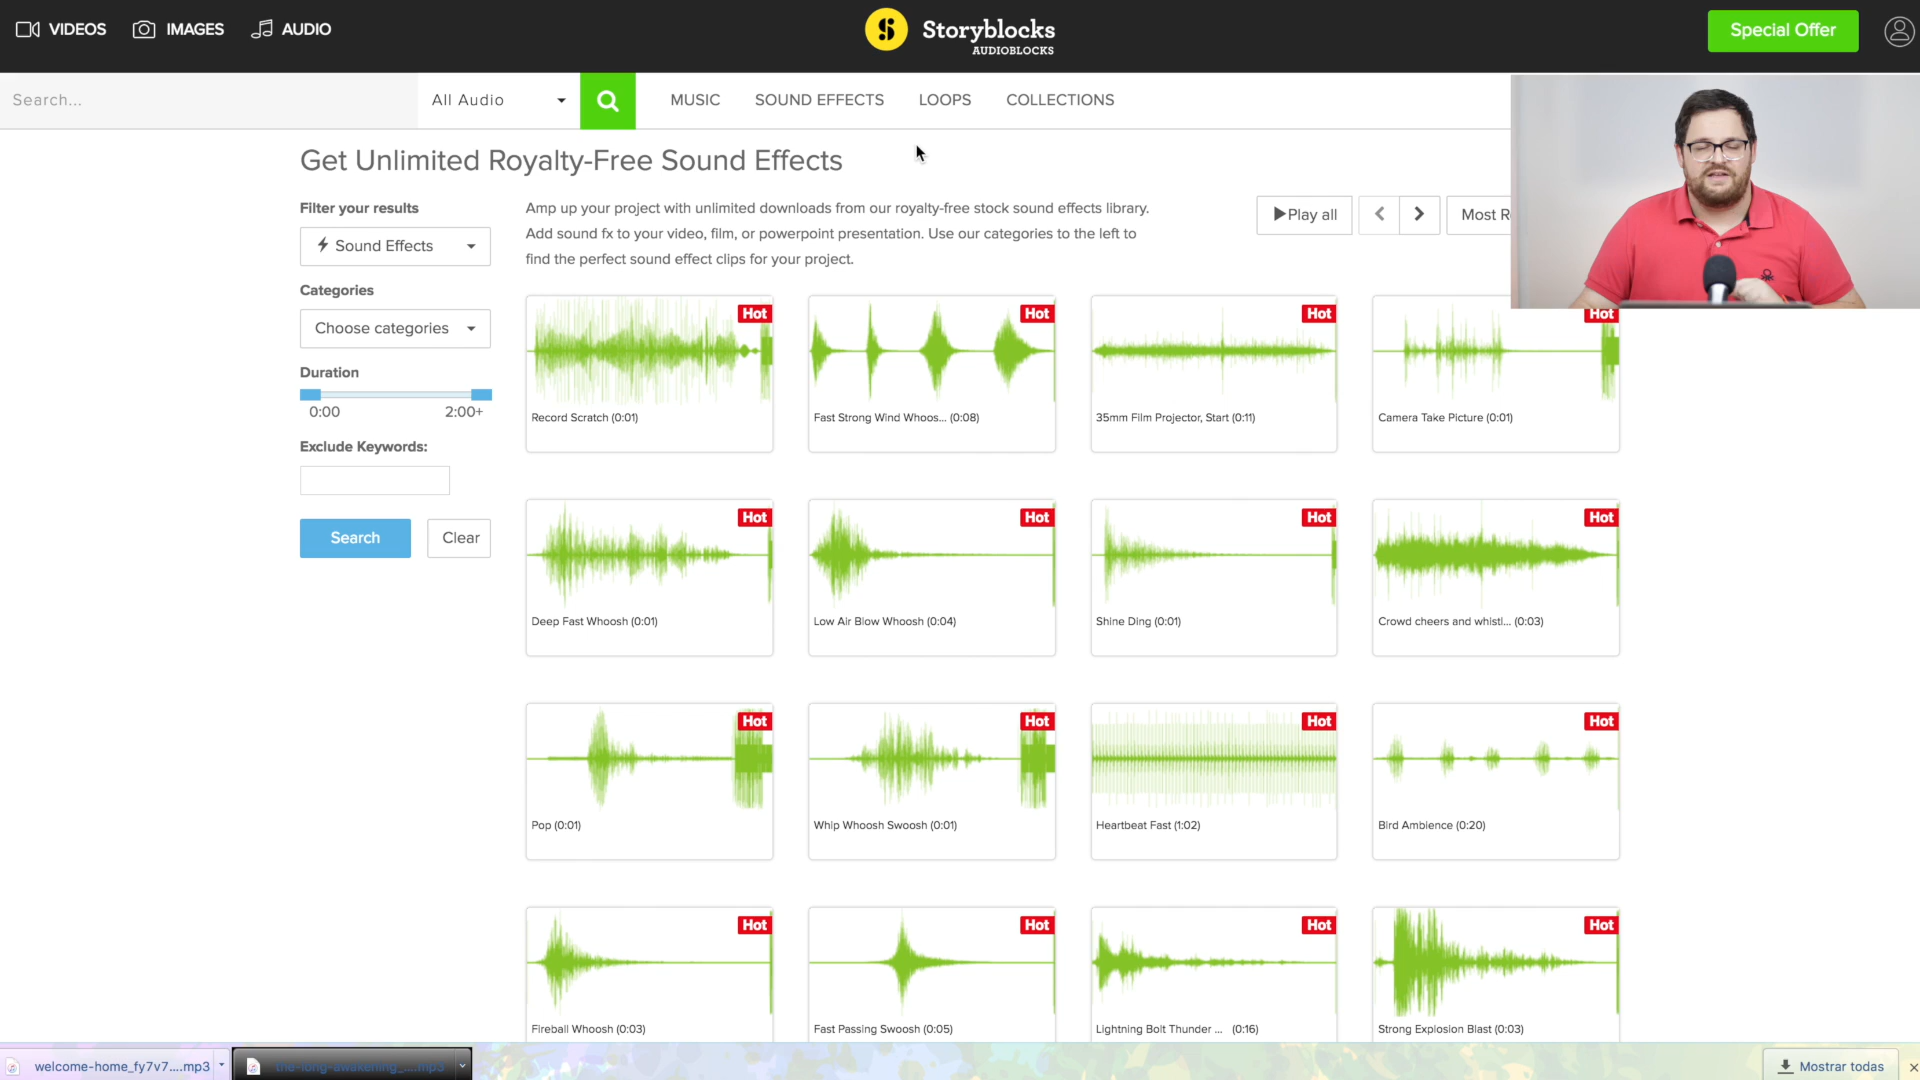 VIDEOS IMAGES AUDIO
Storyblocks
AUDIOBLOCKS
Special Offer
Search...
All Audio
MUSIC SOUND EFFECTS LOOPS COLLECTIONS
Get Unlimited Royalty-Free Sound Effects
Filter your results
Sound Effects
Categories
Choose categories
Duration
0:00 2:00+
Exclude Keywords:
Search Clear
Amp up your project with unlimited downloads from our royalty-free stock sound effects library.
Add sound fx to your video, film, or powerpoint presentation. Use our categories to the left to
find the perfect sound effect clips for your project.
Play all
Most R
Hot Hot Hot Hot
Record Scratch (0:01) Fast Strong Wind Whoos... (0:08) 35mm Film Projector, Start (0:11) Camera Take Picture (0:01)
Hot Hot Hot Hot
Deep Fast Whoosh (0:01) Low Air Blow Whoosh (0:04) Shine Ding (0:01) Crowd cheers and whistl... (0:03)
Hot Hot Hot Hot
Pop (0:01) Whip Whoosh Swoosh (0:01) Heartbeat Fast (1:02) Bird Ambience (0:20)
Hot Hot Hot Hot
Fireball Whoosh (0:03) Fast Passing Swoosh (0:05) Lightning Bolt Thunder ... (0:16) Strong Explosion Blast (0:03)
welcome-home_fy7v7....mp3 the-long-awakening_....mp3 Mostrar todas